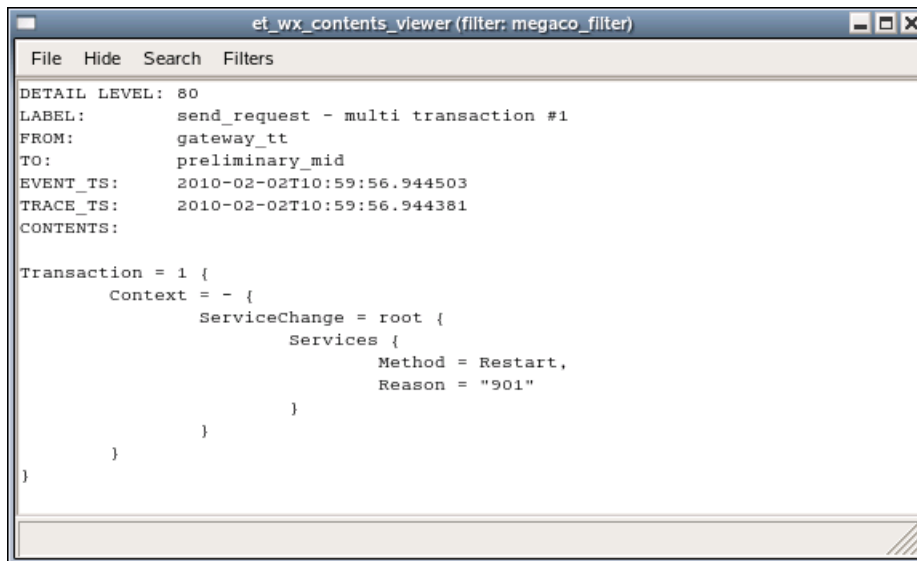 et_wx_contents_viewer (filter: megaco_filter)
File Hide Search Filters
DETAIL LEVEL: 80
LABEL: send_request - multi transaction #1
FROM: gateway_tt
TO: preliminary_mid
EVENT_TS: 2010-02-02T10:59:56.944503
TRACE_TS: 2010-02-02T10:59:56.944381
CONTENTS:
Transaction = 1 {
Context = - {
ServiceChange = root {
Services {
Method = Restart,
Reason = "901"
}
}
}
}